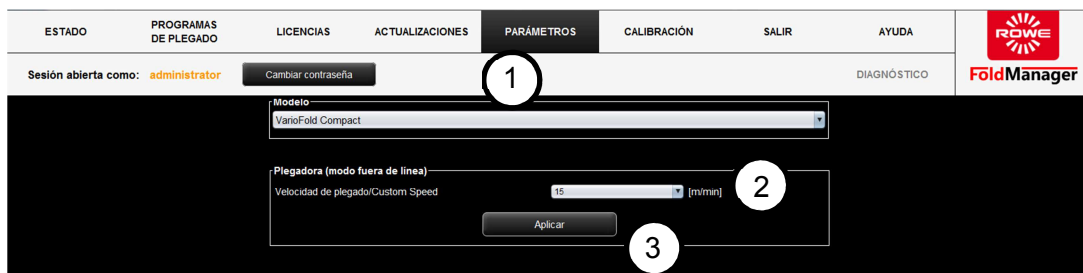 ESTADO
PROGRAMAS
DE PLEGADO
LICENCIAS
ACTUALIZACIONES
PARÁMETROS
CALIBRACIÓN
SALIR
AYUDA
ROWE
Sesión abierta como: administrator
Cambiar contraseña
1
DIAGNÓSTICO
FoldManager
Modelo
VarioFold Compact
Plegadora (modo fuera de línea)
Velocidad de plegado/Custom Speed
15
[m/min]
2
Aplicar
3